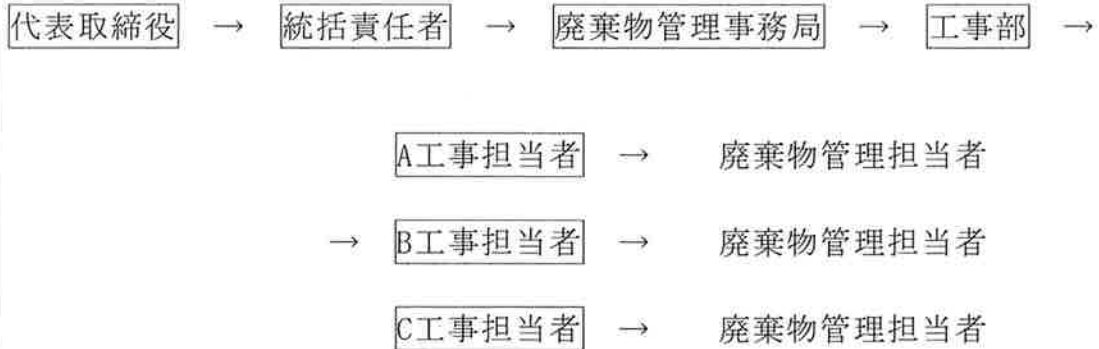 代表取締役 → 統括責任者 → 廃棄物管理事務局 → 工事部 →
A工事担当者 → 廃棄物管理担当者
→ B工事担当者 → 廃棄物管理担当者
C工事担当者 → 廃棄物管理担当者